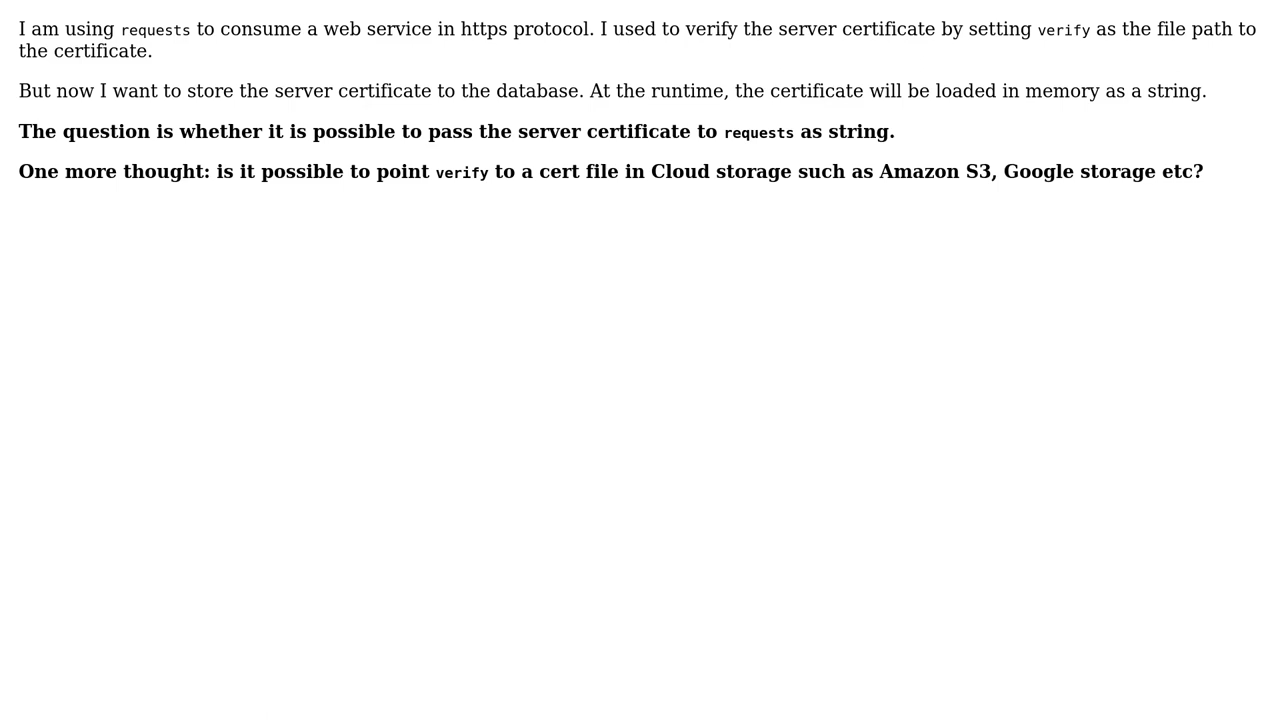 I am using requests to consume a web service in https protocol. I used to verify the server certificate by setting verify as the file path to
the certificate.
But now I want to store the server certificate to the database. At the runtime, the certificate will be loaded in memory as a string.
The question is whether it is possible to pass the server certificate to requests as string.
One more thought: is it possible to point verify to a cert file in Cloud storage such as Amazon S3, Google storage etc?